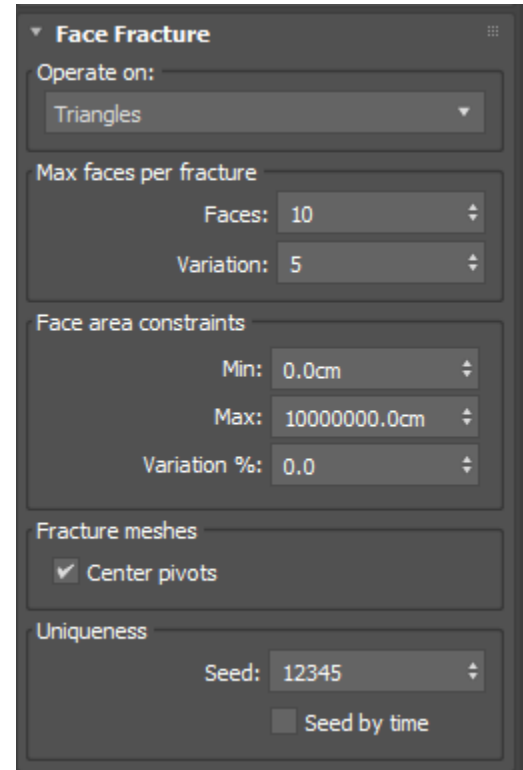 Face Fracture
Operate on:
Triangles
Max faces per fracture
Faces: 10
Variation: 5
Face area constraints
Min: 0.0cm
Max: 10000000.0cm
Variation %: 0.0
Fracture meshes
Center pivots
Uniqueness
Seed: 12345
Seed by time